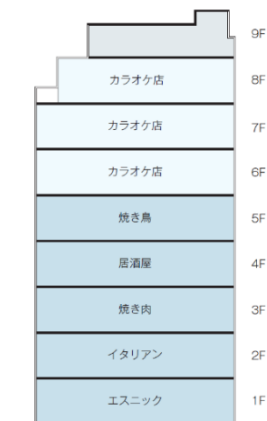 9F
カラオケ店 8F
カラオケ店 7F
カラオケ店 6F
焼き鳥 5F
居酒屋 4F
焼き肉 3F
イタリアン 2F
エスニック 1F